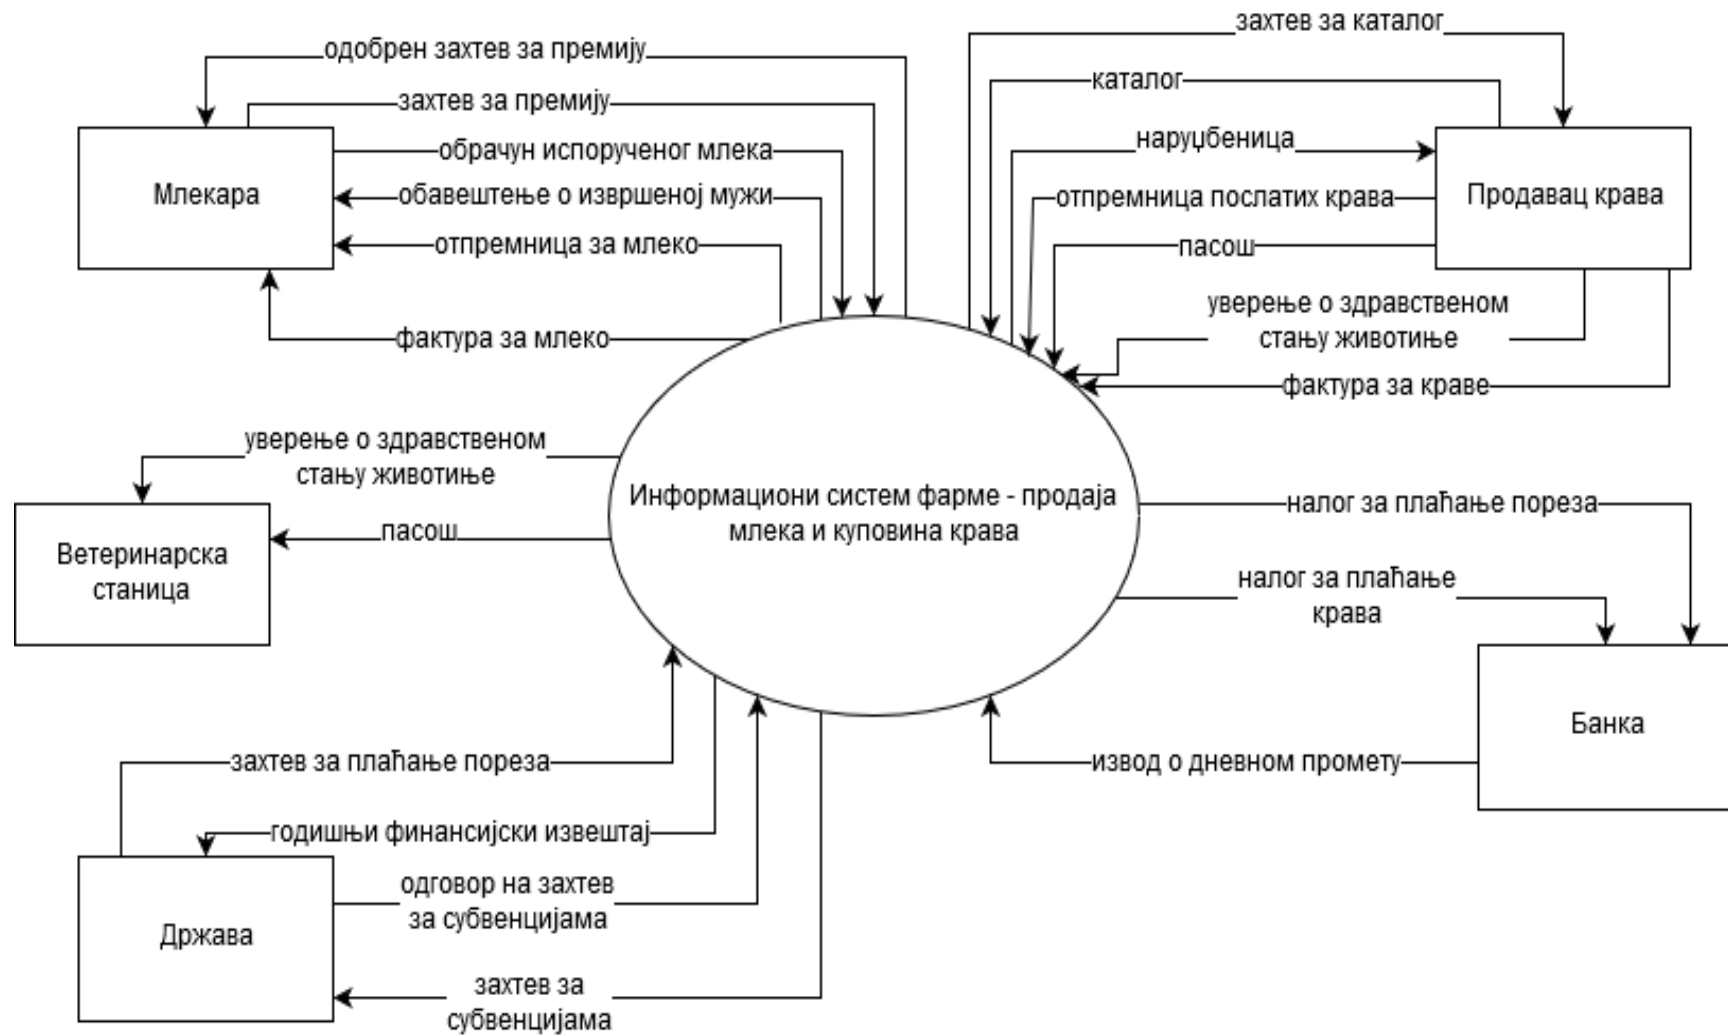 захтев за каталог
одобрен захтев за премију
каталог
захтев за премију
наруџбеница
обрачун испорученог млека
Млекара
обавештење о извршеној мужи
отпремница послатих крава
Продавац крава
отпремница за млеко
пасош
уверење о здравственом
стању животиње
фактура за млеко
фактура за краве
уверење о здравственом
стању животиње
Информациони систем фарме - продаја
млека и куповина крава
налог за плаћање пореза
пасош
Ветеринарска
станица
налог за плаћање
крава
Банка
захтев за плаћање пореза
извод о дневном промету
годишњи финансијски извештај
одговор на захтев
за субвенцијама
Држава
захтев за
субвенцијама